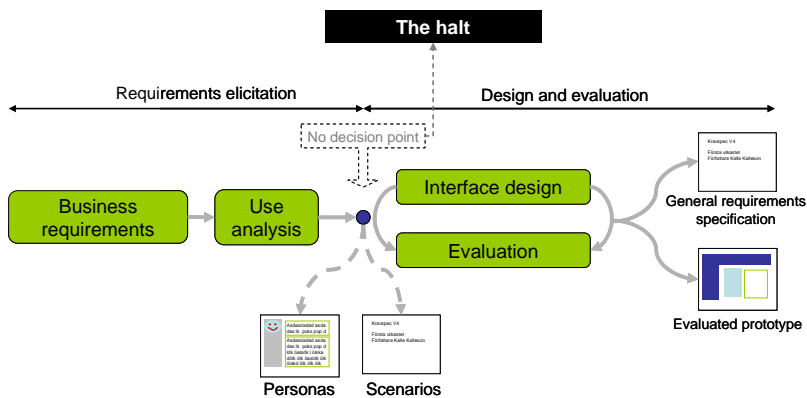 The halt
Requirements elicitation
Design and evaluation
No decision point
Business
requirements
Use
analysis
Interface design
Evaluation
Kravspec V4
Första utkastet
Författare Kalle Kalleson
General requirements
specification
Evaluated prototype
Kravspec V4
Första utkastet
Författare Kalle Kalleson
Personas
Scenarios